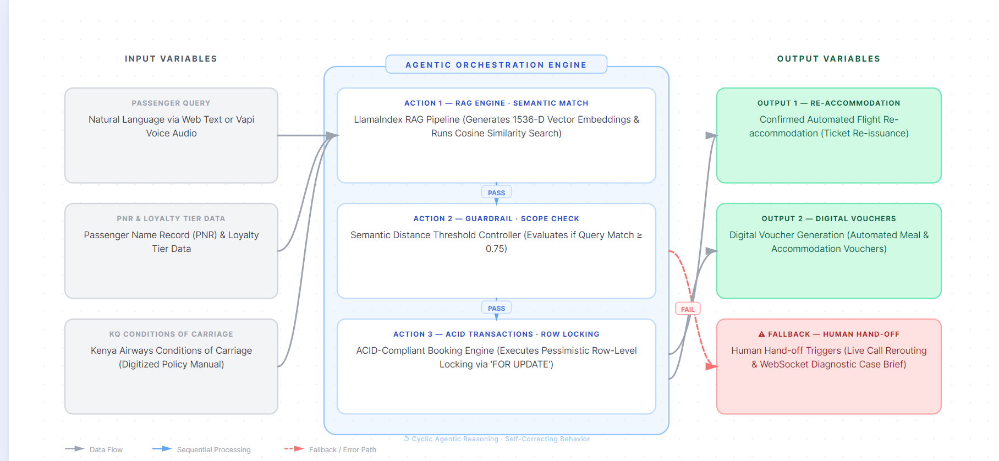 INPUT VARIABLES
PASSENGER QUERY
Natural Language via Web Text or Vapi
Voice Audio
PNR & LOYALTY TIER DATA
Passenger Name Record (PNR) & Loyalty
Tier Data
KQ CONDITIONS OF CARRIAGE
Kenya Airways Conditions of Carriage
(Digitized Policy Manual)
AGENTIC ORCHESTRATION ENGINE
ACTION 1 — RAG ENGINE · SEMANTIC MATCH
LlamaIndex RAG Pipeline (Generates 1536-D Vector Embeddings &
Runs Cosine Similarity Search)
PASS
ACTION 2 — GUARDRAIL · SCOPE CHECK
Semantic Distance Threshold Controller (Evaluates if Query Match ≥
0.75)
PASS
ACTION 3 — ACID TRANSACTIONS · ROW LOCKING
ACID-Compliant Booking Engine (Executes Pessimistic Row-Level
Locking via 'FOR UPDATE')
↺ Cyclic Agentic Reasoning · Self-Correcting Behavior
FAIL
OUTPUT VARIABLES
OUTPUT 1 — RE-ACCOMMODATION
Confirmed Automated Flight Re-
accommodation (Ticket Re-issuance)
OUTPUT 2 — DIGITAL VOUCHERS
Digital Voucher Generation (Automated Meal &
Accommodation Vouchers)
⚠ FALLBACK — HUMAN HAND-OFF
Human Hand-off Triggers (Live Call Rerouting
& WebSocket Diagnostic Case Brief)
Data Flow
Sequential Processing
Fallback / Error Path